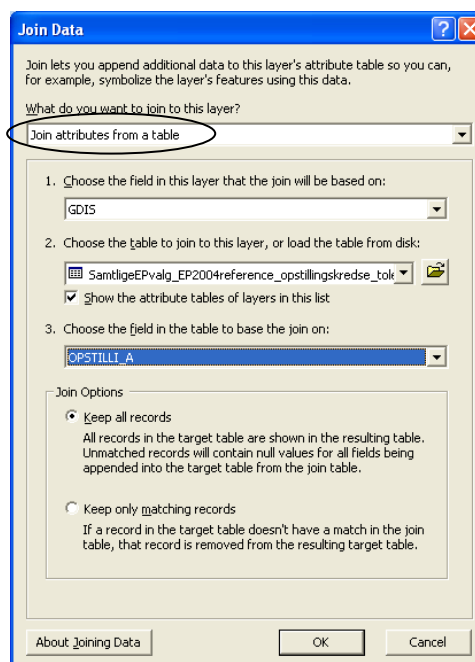 Join Data
Join lets you append additional data to this layer's attribute table so you can,
for example, symbolize the layer's features using this data.
What do you want to join to this layer?
Join attributes from a table
1. Choose the field in this layer that the join will be based on:
GDIS
2. Choose the table to join to this layer, or load the table from disk:
SamtligeEPvalg_EP2004reference_opstillingskredse_tole
Show the attribute tables of layers in this list
3. Choose the field in the table to base the join on:
OPSTILLI_A
Join Options
Keep all records
All records in the target table are shown in the resulting table.
Unmatched records will contain null values for all fields being
appended into the target table from the join table.
Keep only matching records
If a record in the target table doesn't have a match in the join
table, that record is removed from the resulting target table.
About Joining Data
OK
Cancel